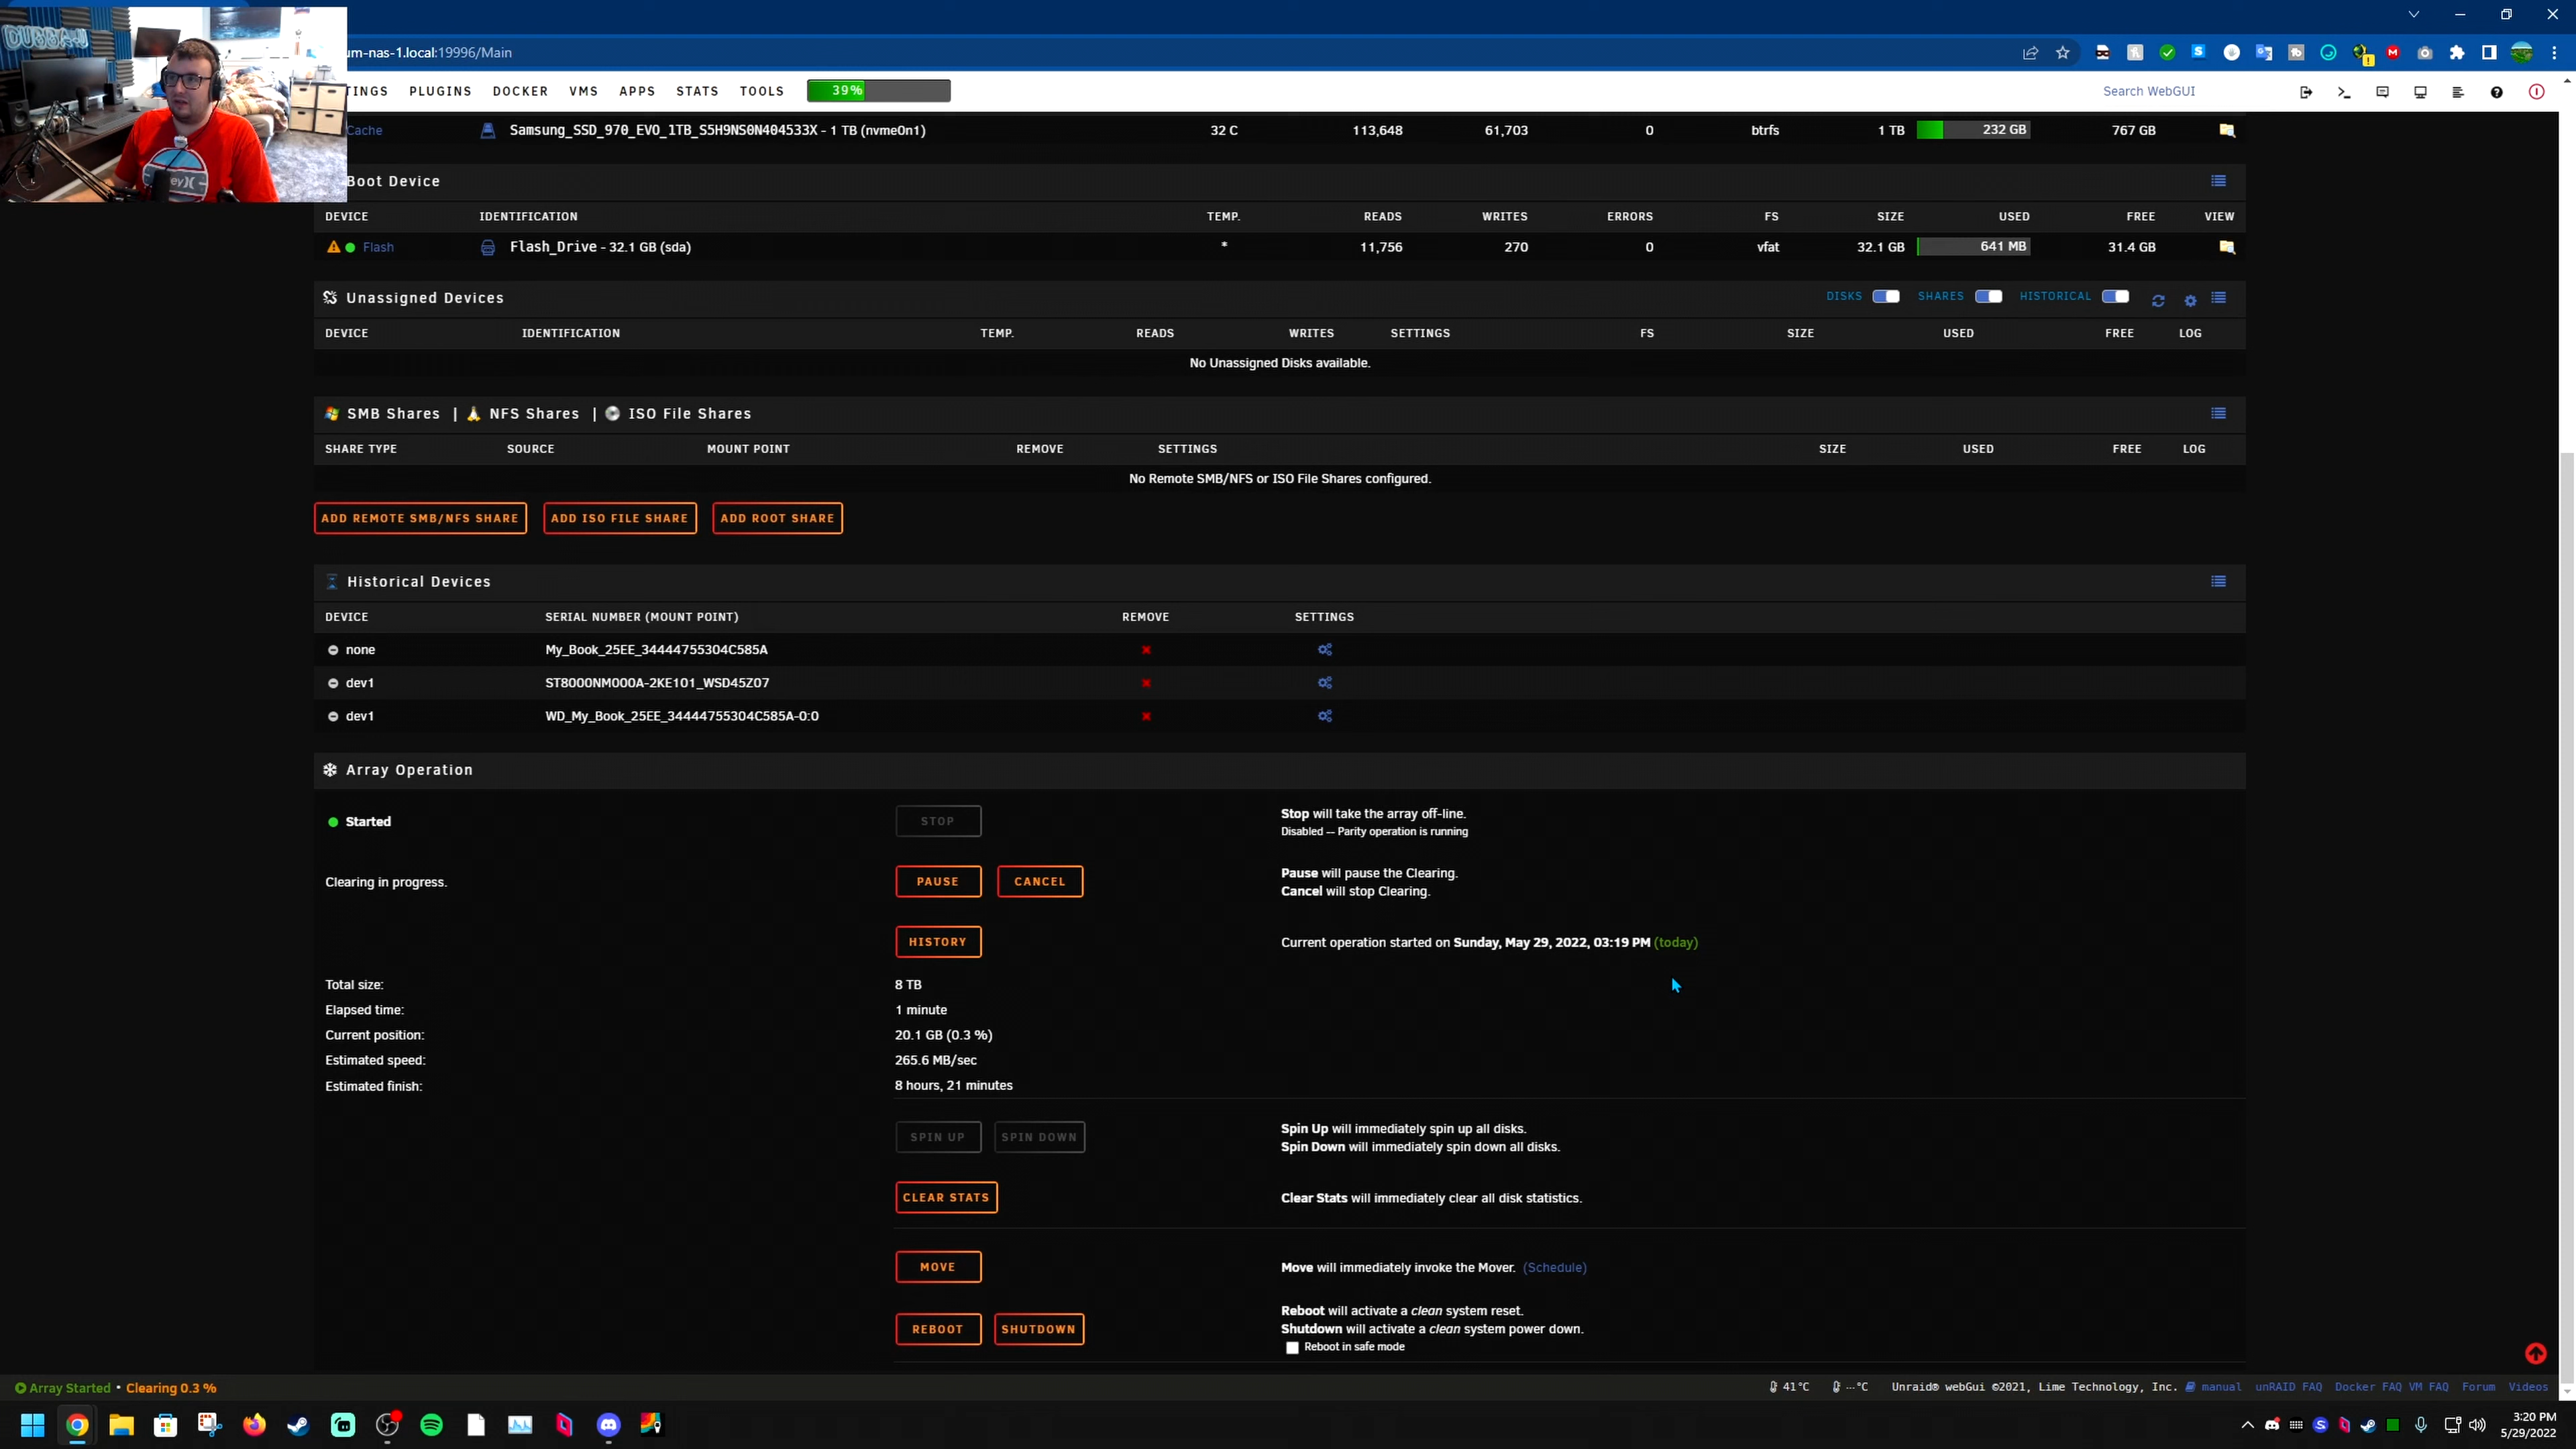 um-nas-1.local:19996/Main
TINGS PLUGINS DOCKER VMS APPS STATS TOOLS 39% Search WebGUI
Cache Samsung_SSD_970_EVO_1TB_S5H9NS0N404533X - 1 TB (nvme0n1) 32 C 113,648 61,703 0 btrfs 1 TB 232 GB 767 GB
Boot Device
DEVICE IDENTIFICATION TEMP. READS WRITES ERRORS FS SIZE USED FREE VIEW
Flash Flash_Drive - 32.1 GB (sda) * 11,756 270 0 vfat 32.1 GB 641 MB 31.4 GB
Unassigned Devices DISKS SHARES HISTORICAL
DEVICE IDENTIFICATION TEMP. READS WRITES SETTINGS FS SIZE USED FREE LOG
No Unassigned Disks available.
SMB Shares | NFS Shares | ISO File Shares
SHARE TYPE SOURCE MOUNT POINT REMOVE SETTINGS SIZE USED FREE LOG
No Remote SMB/NFS or ISO File Shares configured.
ADD REMOTE SMB/NFS SHARE ADD ISO FILE SHARE ADD ROOT SHARE
Historical Devices
DEVICE SERIAL NUMBER (MOUNT POINT) REMOVE SETTINGS
none My_Book_25EE_34444755304C585A
dev1 ST8000NM000A-2KE101_WSD45Z07
dev1 WD_My_Book_25EE_34444755304C585A-0:0
Array Operation
Started STOP Stop will take the array off-line.
Disabled -- Parity operation is running
Clearing in progress. PAUSE CANCEL Pause will pause the Clearing.
Cancel will stop Clearing.
HISTORY Current operation started on Sunday, May 29, 2022, 03:19 PM (today)
Total size: 8 TB
Elapsed time: 1 minute
Current position: 20.1 GB (0.3 %)
Estimated speed: 265.6 MB/sec
Estimated finish: 8 hours, 21 minutes
SPIN UP SPIN DOWN Spin Up will immediately spin up all disks.
Spin Down will immediately spin down all disks.
CLEAR STATS Clear Stats will immediately clear all disk statistics.
MOVE Move will immediately invoke the Mover. (Schedule)
REBOOT SHUTDOWN Reboot will activate a clean system reset.
Shutdown will activate a clean system power down.
Reboot in safe mode
Array Started • Clearing 0.3 % 41°C --°C Unraid® webGui ©2021, Lime Technology, Inc. manual unRAID FAQ Docker FAQ VM FAQ Forum Videos
3:20 PM
5/29/2022